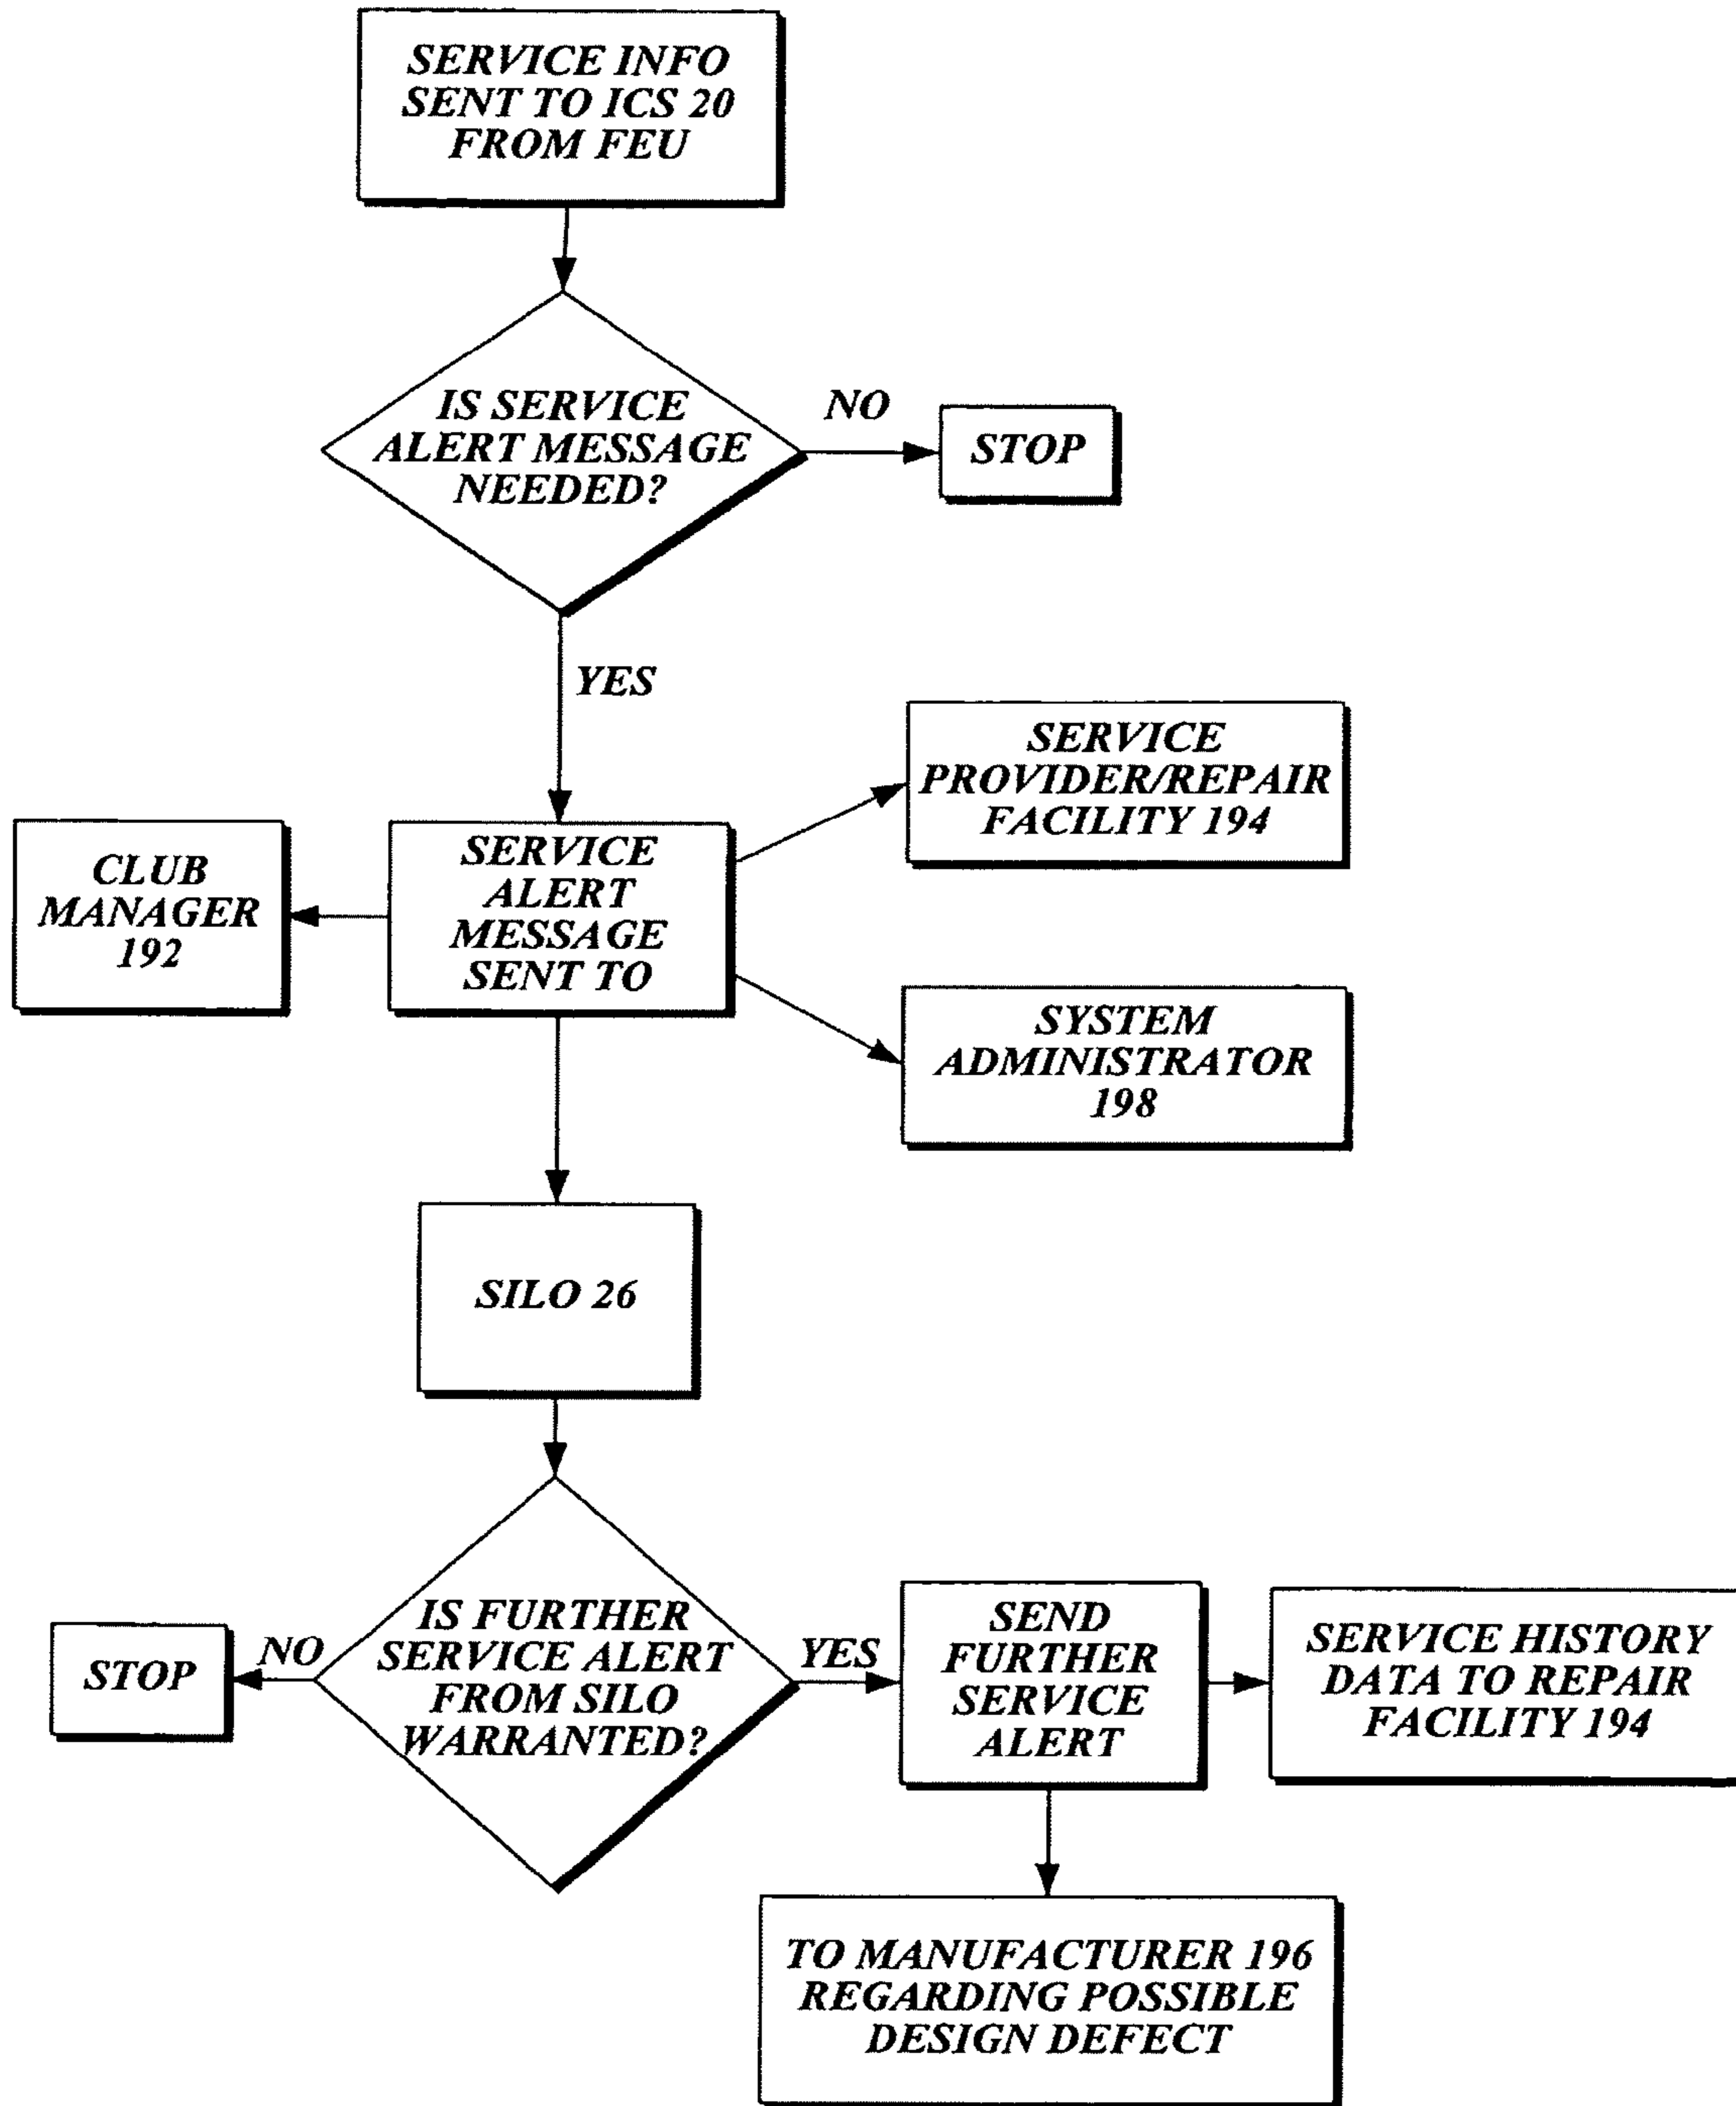 SERVICE INFO
SENT TO ICS 20
FROM FEU
IS SERVICE
ALERT MESSAGE
NEEDED?
NO
STOP
YES
SERVICE
PROVIDER/REPAIR
FACILITY 194
CLUB
MANAGER
192
SERVICE
ALERT
MESSAGE
SENT TO
SYSTEM
ADMINISTRATOR
198
SILO 26
IS FURTHER
SERVICE ALERT
FROM SILO
WARRANTED?
NO
STOP
YES
SEND
FURTHER
SERVICE
ALERT
SERVICE HISTORY
DATA TO REPAIR
FACILITY 194
TO MANUFACTURER 196
REGARDING POSSIBLE
DESIGN DEFECT